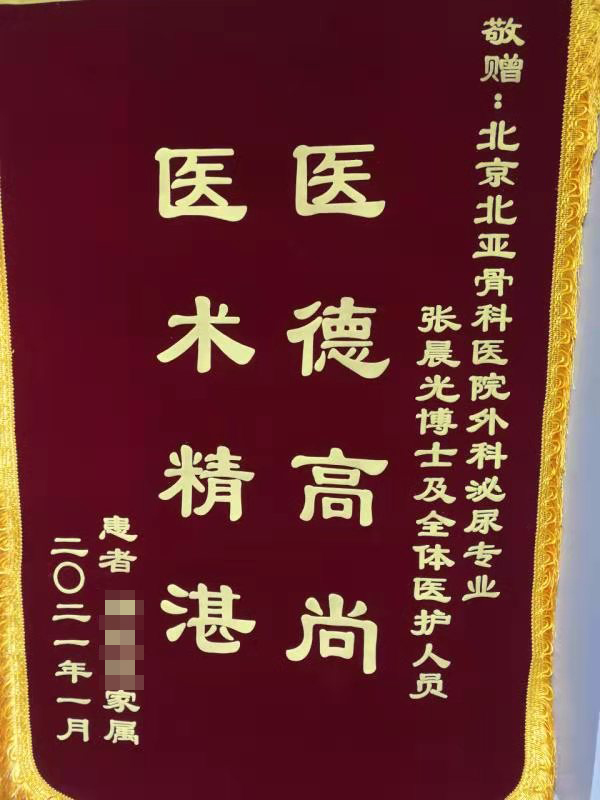 敬赠：北京北亚骨科医院外科泌尿专业
张晨光博士及全体医护人员
医德高尚
医术精湛
患者 家属
二〇二一年一月